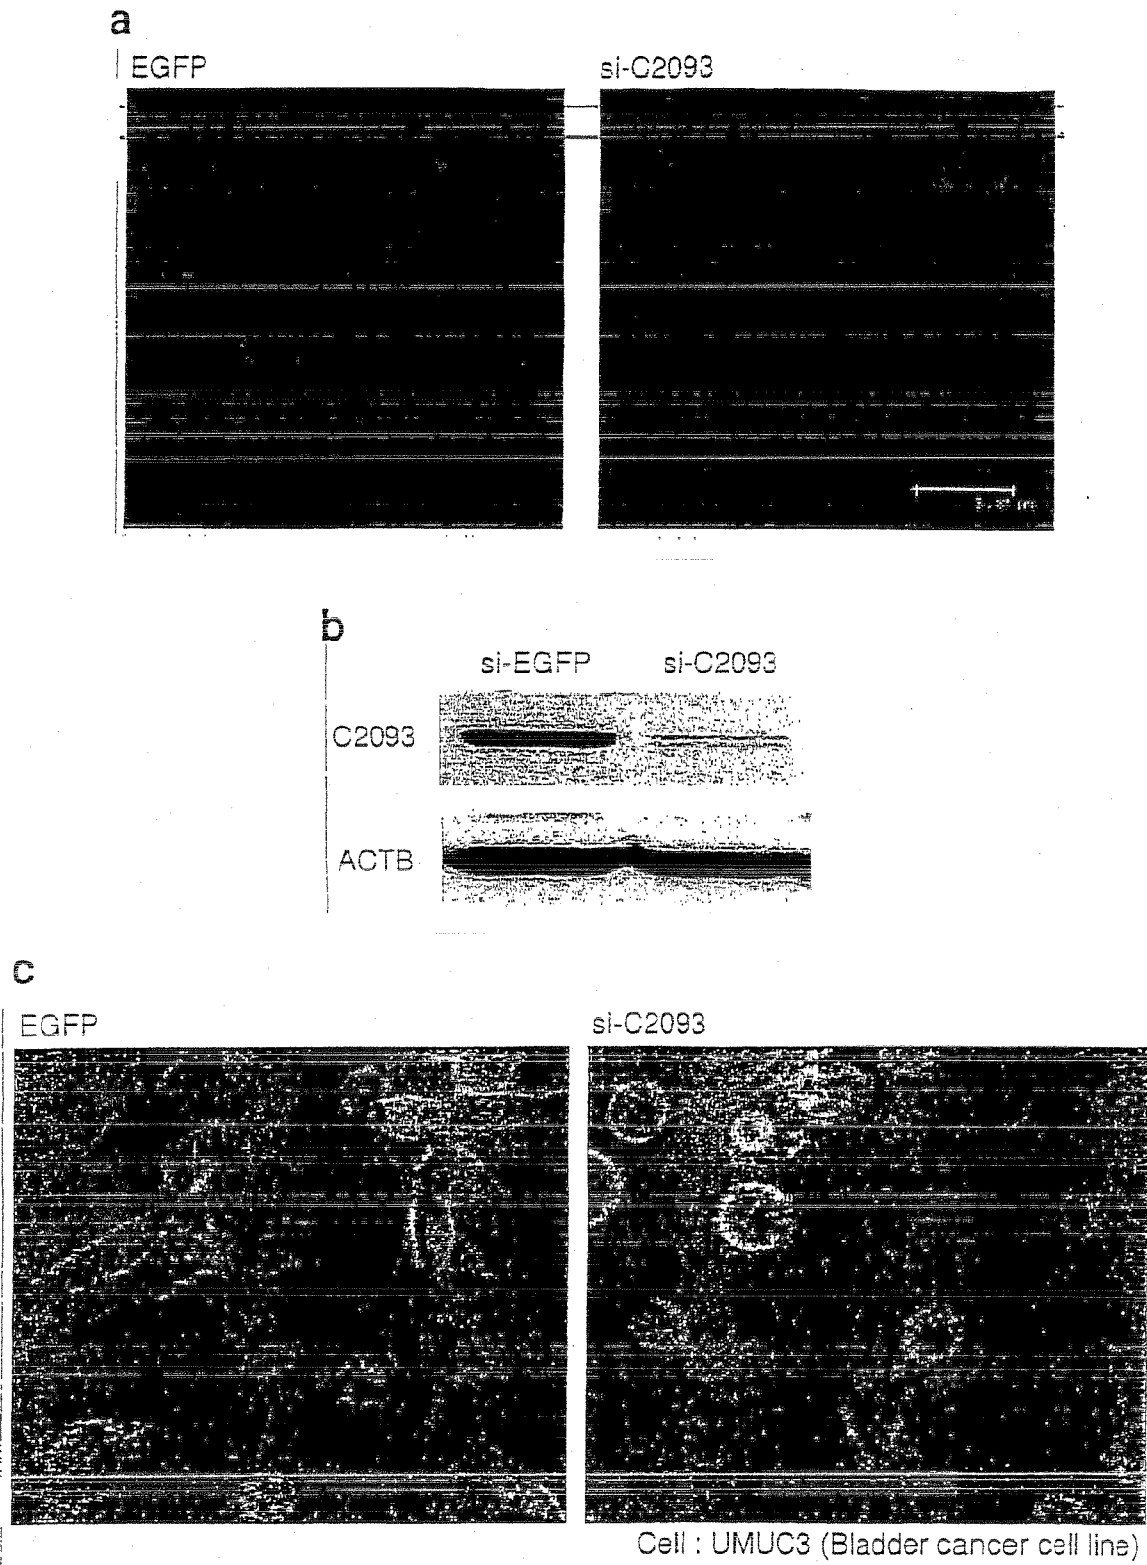 a
EGFP
si-C2093
b
si-EGFP
si-C2093
C2093
ACTB
c
EGFP
si-C2093
Cell : UMUC3 (Bladder cancer cell line)